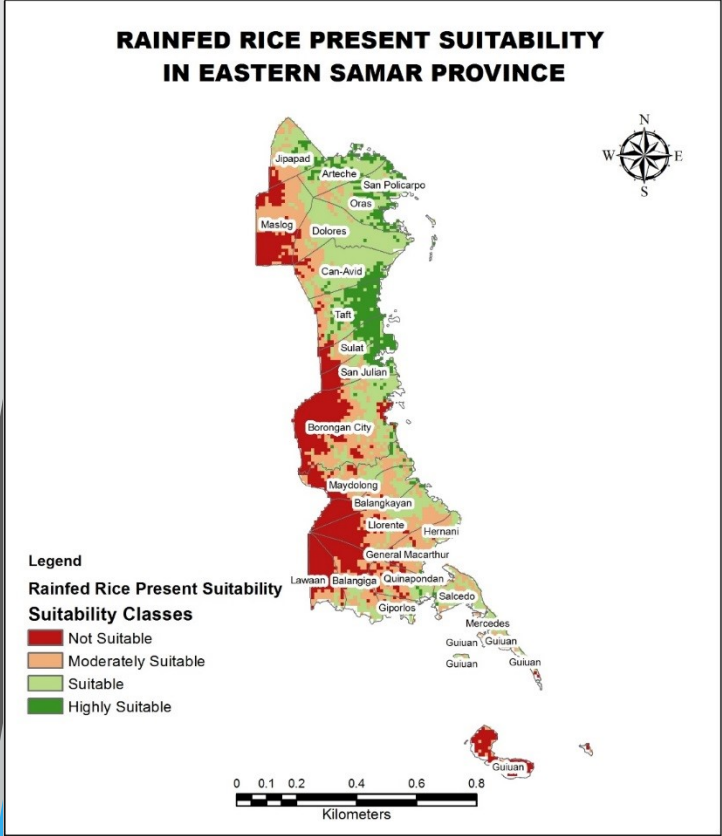 RAINFED RICE PRESENT SUITABILITY
IN EASTERN SAMAR PROVINCE
N
W E
S
Jipapad
Arteche
San Policarpo
Oras
Maslog
Dolores
Can-Avid
Taft
Sulat
San Julian
Borongan City
Maydolong
Balangkayan
Llorente
Hernani
General Macarthur
Lawaan Balangiga Quinapondan
Salcedo
Giporlos
Mercedes
Guiuan Guiuan
Guiuan Guiuan
Guiuan
Legend
Rainfed Rice Present Suitability
Suitability Classes
Not Suitable
Moderately Suitable
Suitable
Highly Suitable
0 0.1 0.2 0.4 0.6 0.8
Kilometers